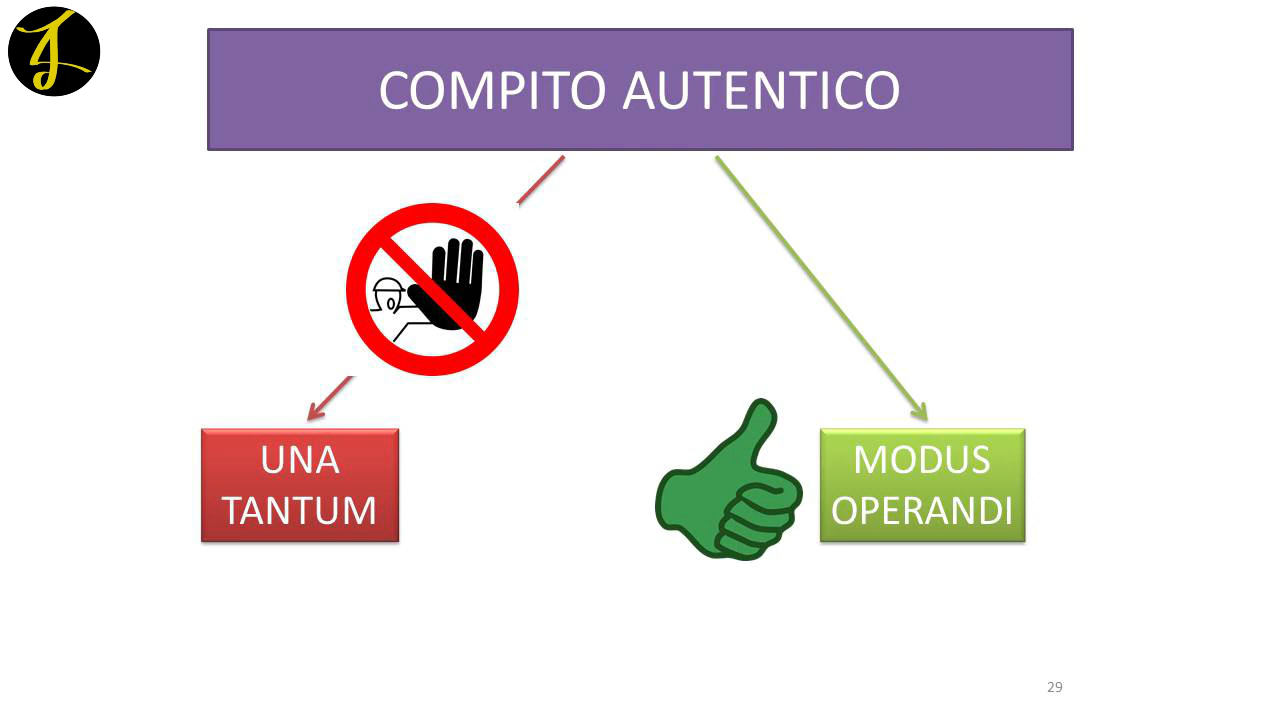 COMPITO AUTENTICO
UNA
TANTUM
MODUS
OPERANDI
29